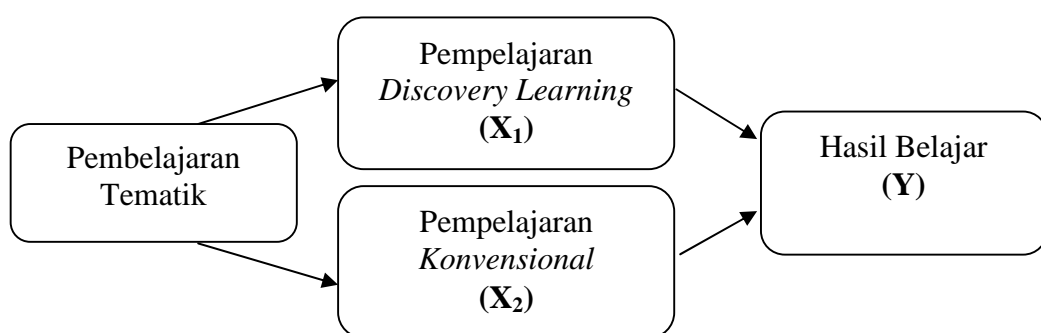 Pembelajaran
Tematik
Pempelajaran
Discovery Learning
(X₁)
Pempelajaran
Konvensional
(X₂)
Hasil Belajar
(Y)